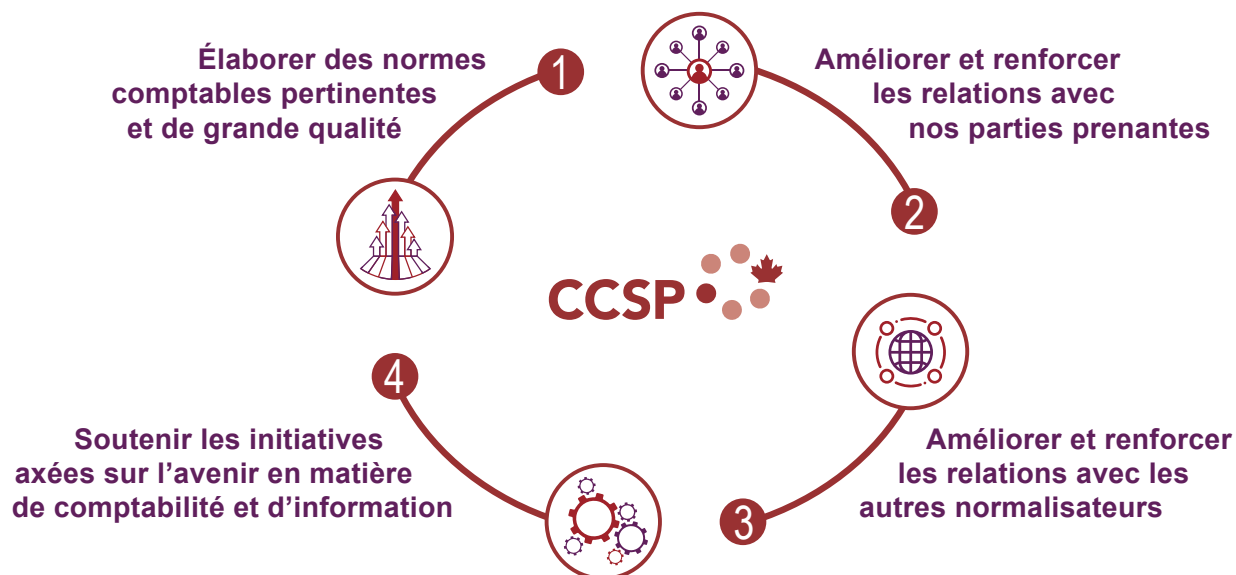 1
Élaborer des normes
comptables pertinentes
et de grande qualité
Améliorer et renforcer
les relations avec
nos parties prenantes
2
CCSP
Améliorer et renforcer
les relations avec les
autres normalisateurs
3
4
Soutenir les initiatives
axées sur l’avenir en matière
de comptabilité et d’information